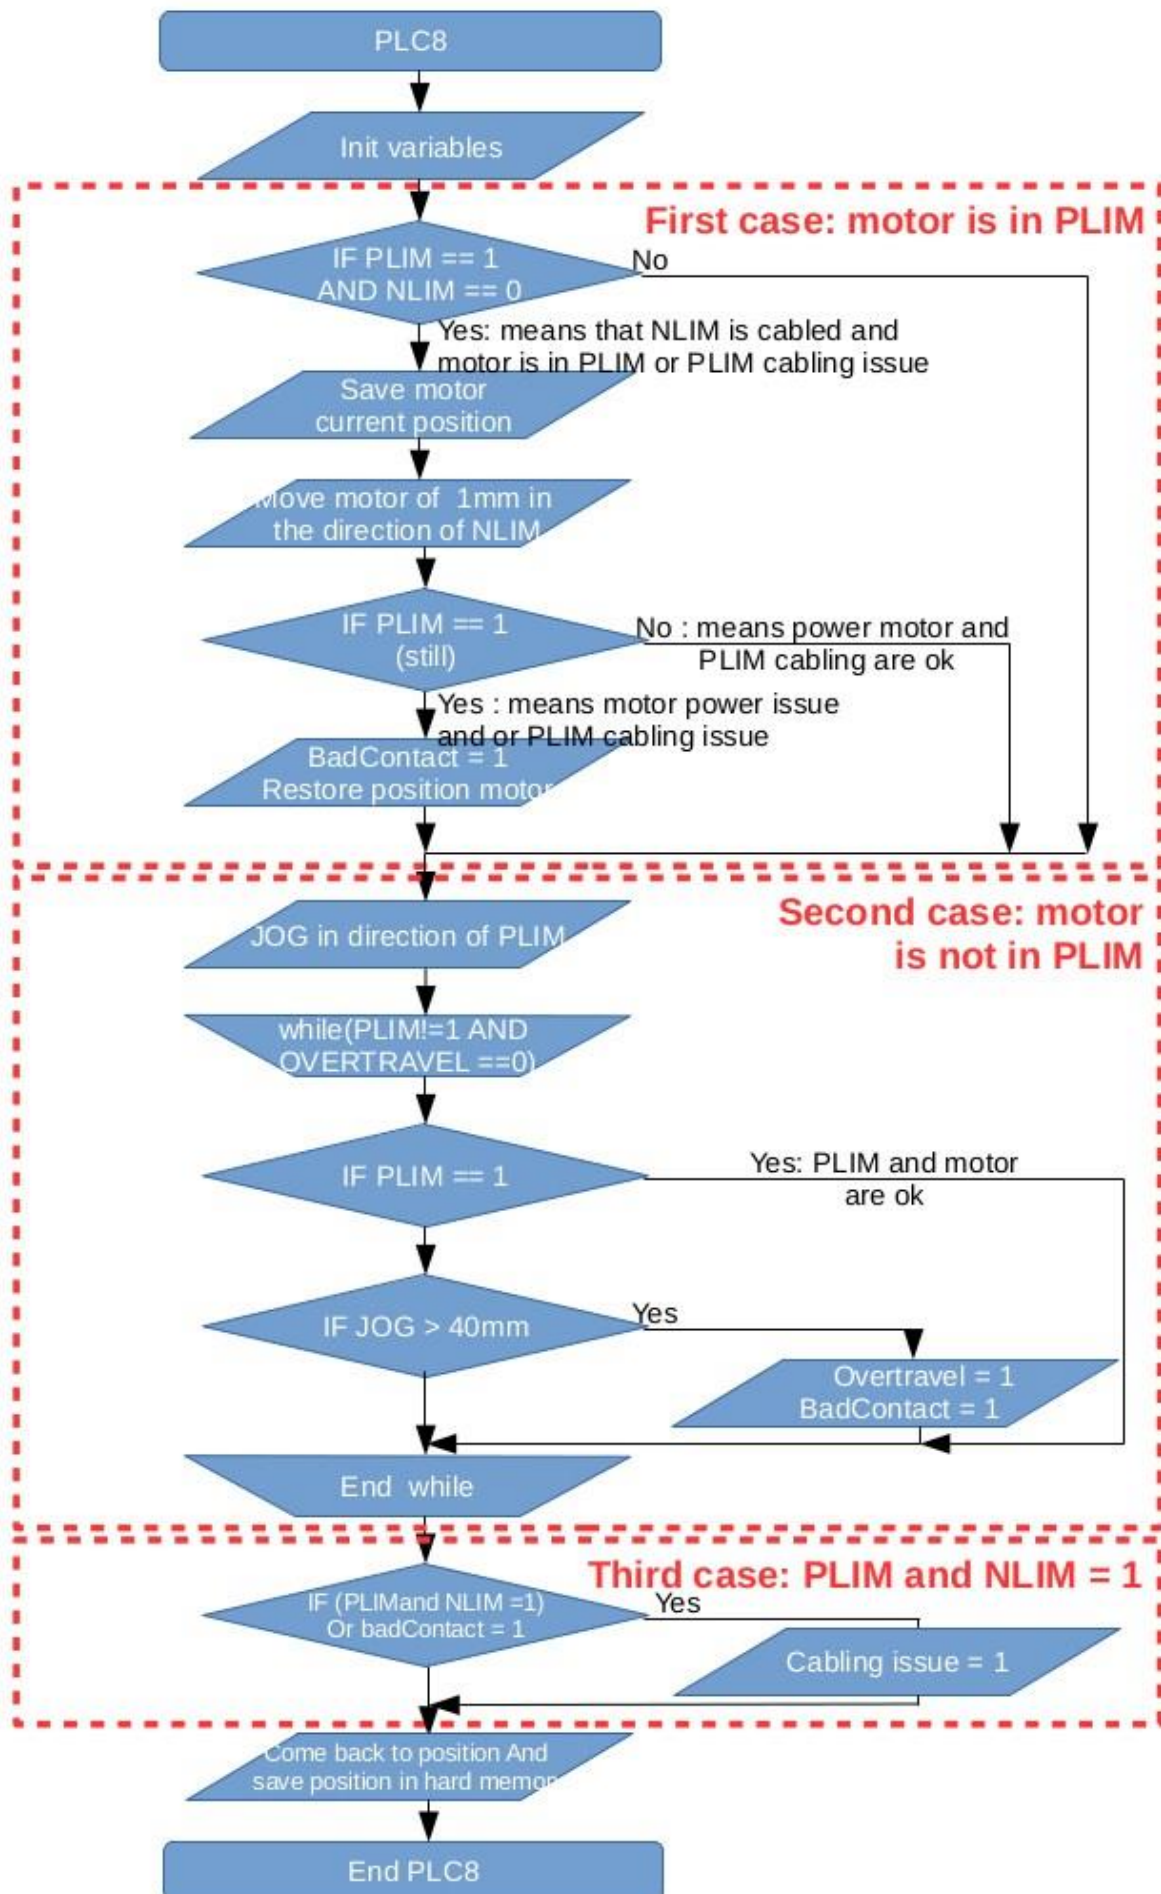 PLC8
Init variables
First case: motor is in PLIM
IF PLIM == 1
AND NLIM == 0
No
Yes: means that NLIM is cabled and
motor is in PLIM or PLIM cabling issue
Save motor
current position
Move motor of 1mm in
the direction of NLIM
IF PLIM == 1
(still)
No : means power motor and
PLIM cabling are ok
Yes : means motor power issue
and or PLIM cabling issue
BadContact = 1
Restore position motor
Second case: motor
is not in PLIM
JOG in direction of PLIM
while(PLIM!=1 AND
OVERTRAVEL ==0)
IF PLIM == 1
Yes: PLIM and motor
are ok
IF JOG > 40mm
Yes
Overtravel = 1
BadContact = 1
End while
Third case: PLIM and NLIM = 1
IF (PLIMand NLIM =1)
Or badContact = 1
Yes
Cabling issue = 1
Come back to position And
save position in hard memor
End PLC8